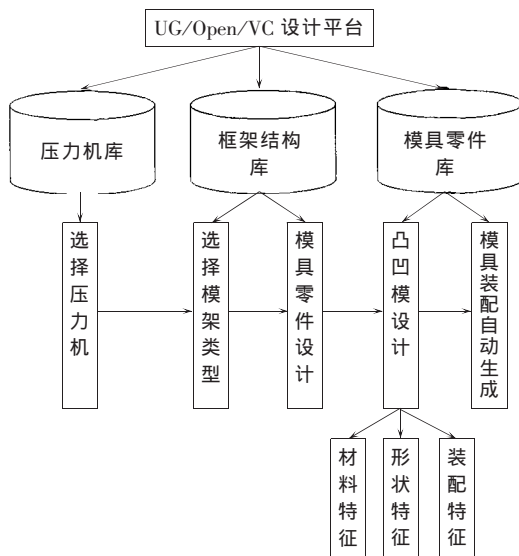 UG/Open/VC 设计平台
压力机库
框架结构
库
模具零件
库
选择压力机
选择模架类型
模具零件设计
凸凹模设计
模具装配自动生成
材料特征
形状特征
装配特征